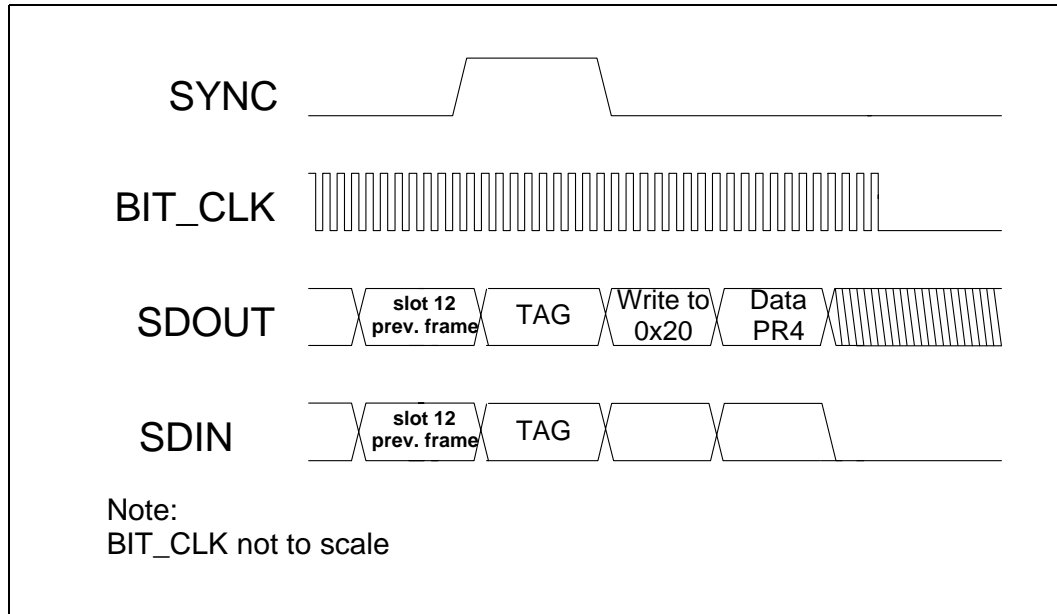 SYNC
BIT_CLK
SDOUT
slot 12
prev. frame
TAG
Write to
0x20
Data
PR4
SDIN
slot 12
prev. frame
TAG
Note:
BIT_CLK not to scale